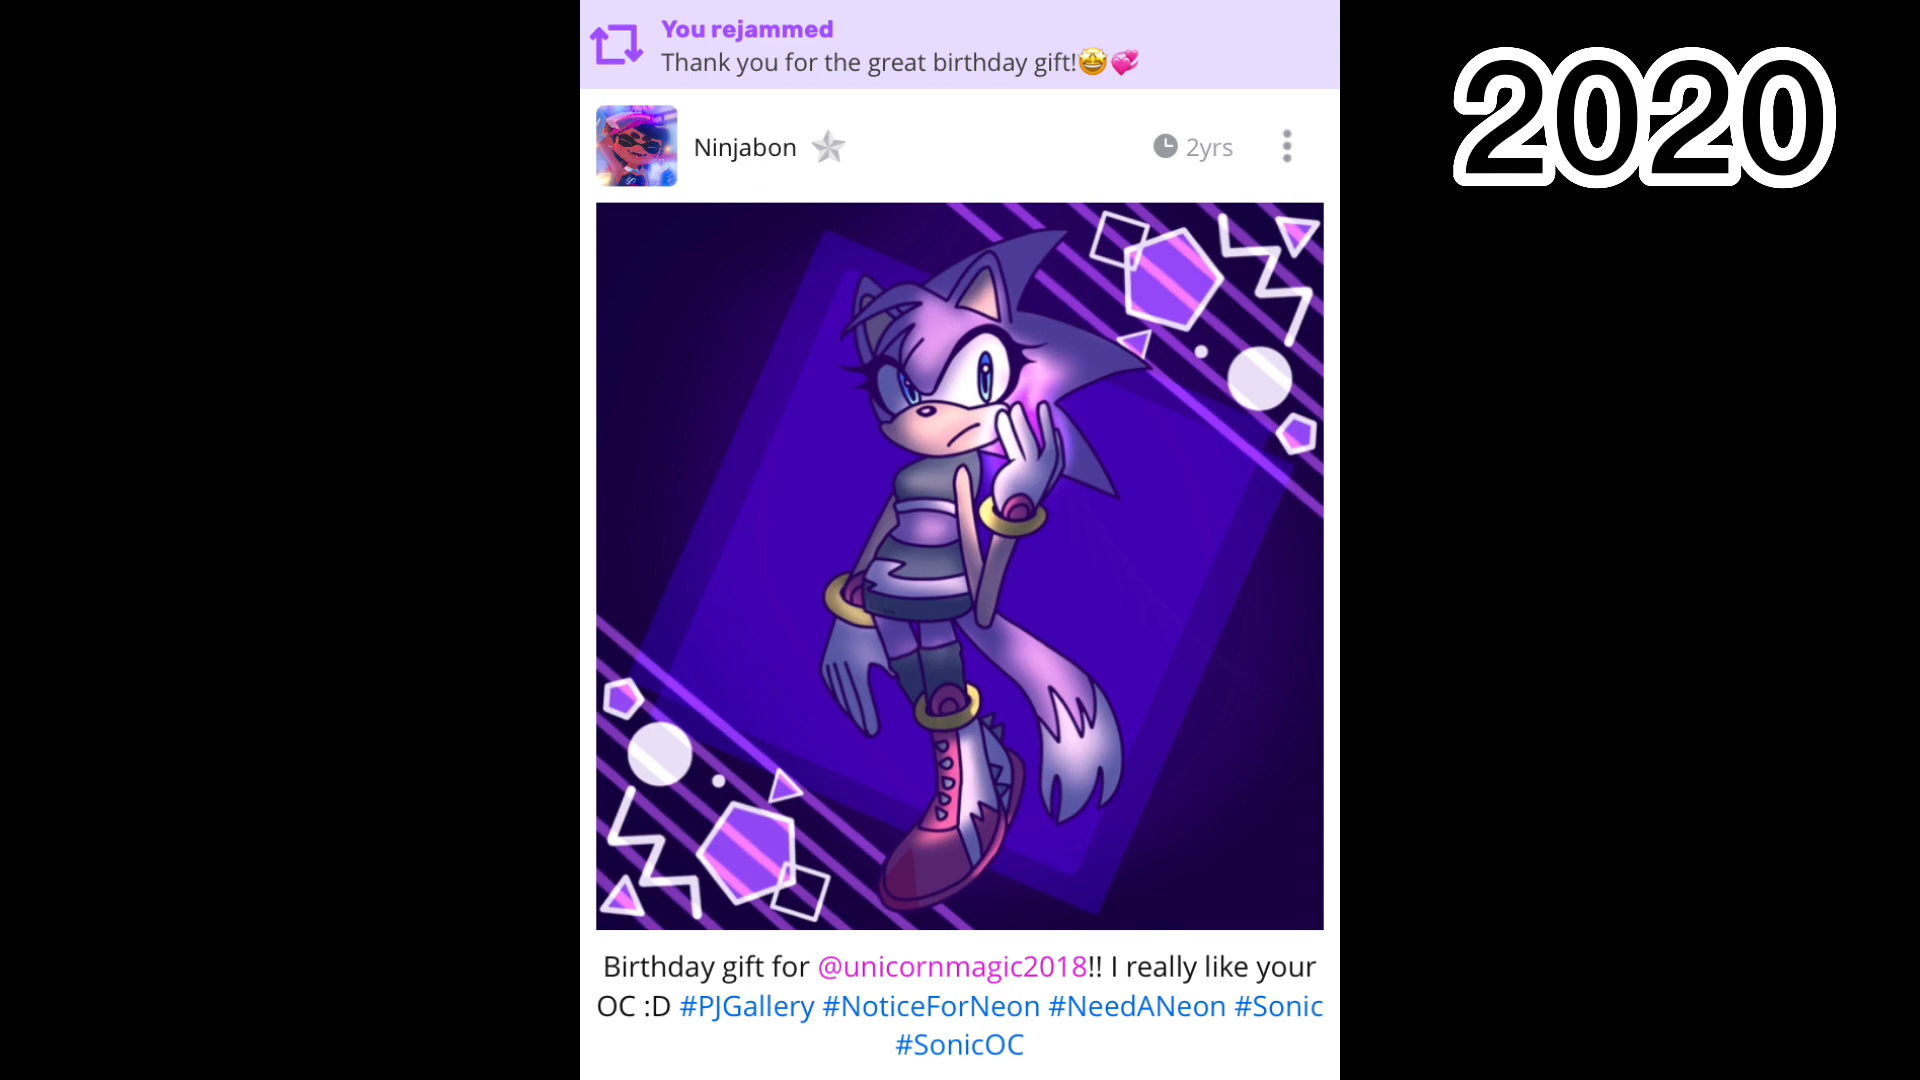 You rejammed
Thank you for the great birthday gift!🤩💞
2020
Ninjabon
2yrs
Birthday gift for @unicornmagic2018!! I really like your
OC :D #PJGallery #NoticeForNeon #NeedANeon #Sonic
#SonicOC